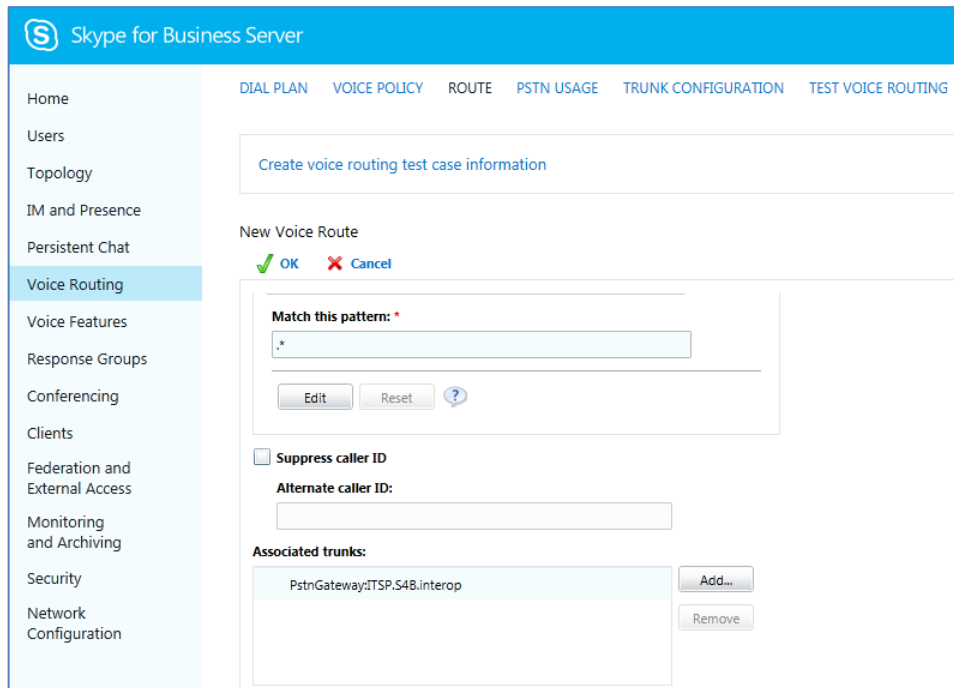 Skype for Business Server
Home
Users
Topology
IM and Presence
Persistent Chat
Voice Routing
Voice Features
Response Groups
Conferencing
Clients
Federation and
External Access
Monitoring
and Archiving
Security
Network
Configuration
DIAL PLAN VOICE POLICY ROUTE PSTN USAGE TRUNK CONFIGURATION TEST VOICE ROUTING
Create voice routing test case information
New Voice Route
OK Cancel
Match this pattern: *
.*
Edit Reset ?
Suppress caller ID
Alternate caller ID:
Associated trunks:
PstnGateway:ITSP.S4B.interop
Add...
Remove